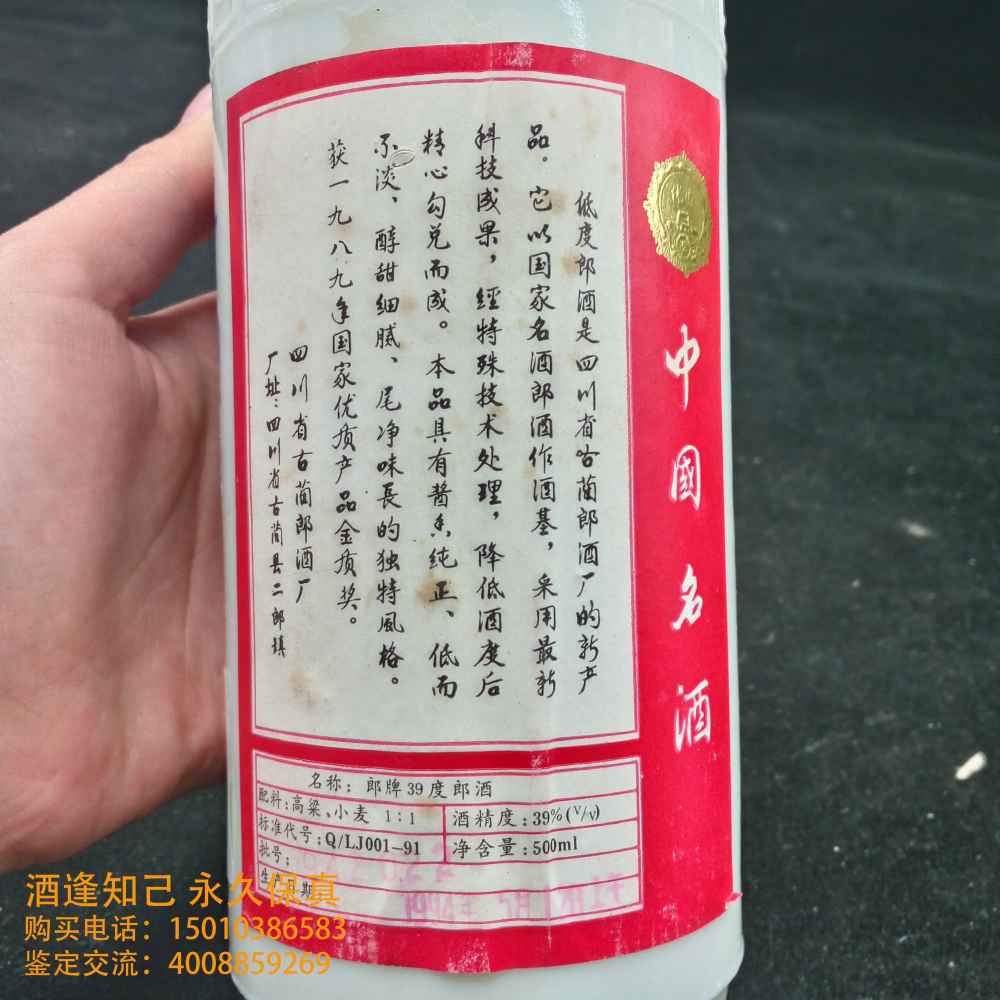 中國名酒
低度郎酒是四川省古蔺郎酒厂的新产
品。它以国家名酒郎酒作酒基，采用最新
科技成果，经特殊技术处理，降低酒度后
精心勾兑而成。本品具有酱香纯正、低而
不淡、醇甜细腻、尾净味長的独特風格。
获一九八九年国家优质产品金质奖。
四川省古蔺郎酒厂
厂址：四川省古蔺县二郎镇
名称：郎牌39度郎酒
配料：高粱、小麦 1:1
酒精度：39%(V/v)
标准代号：Q/LJ001-91
净含量：500ml
批号：
酒逢知己 永久保真
购买电话：15010386583
鉴定交流：4008859269